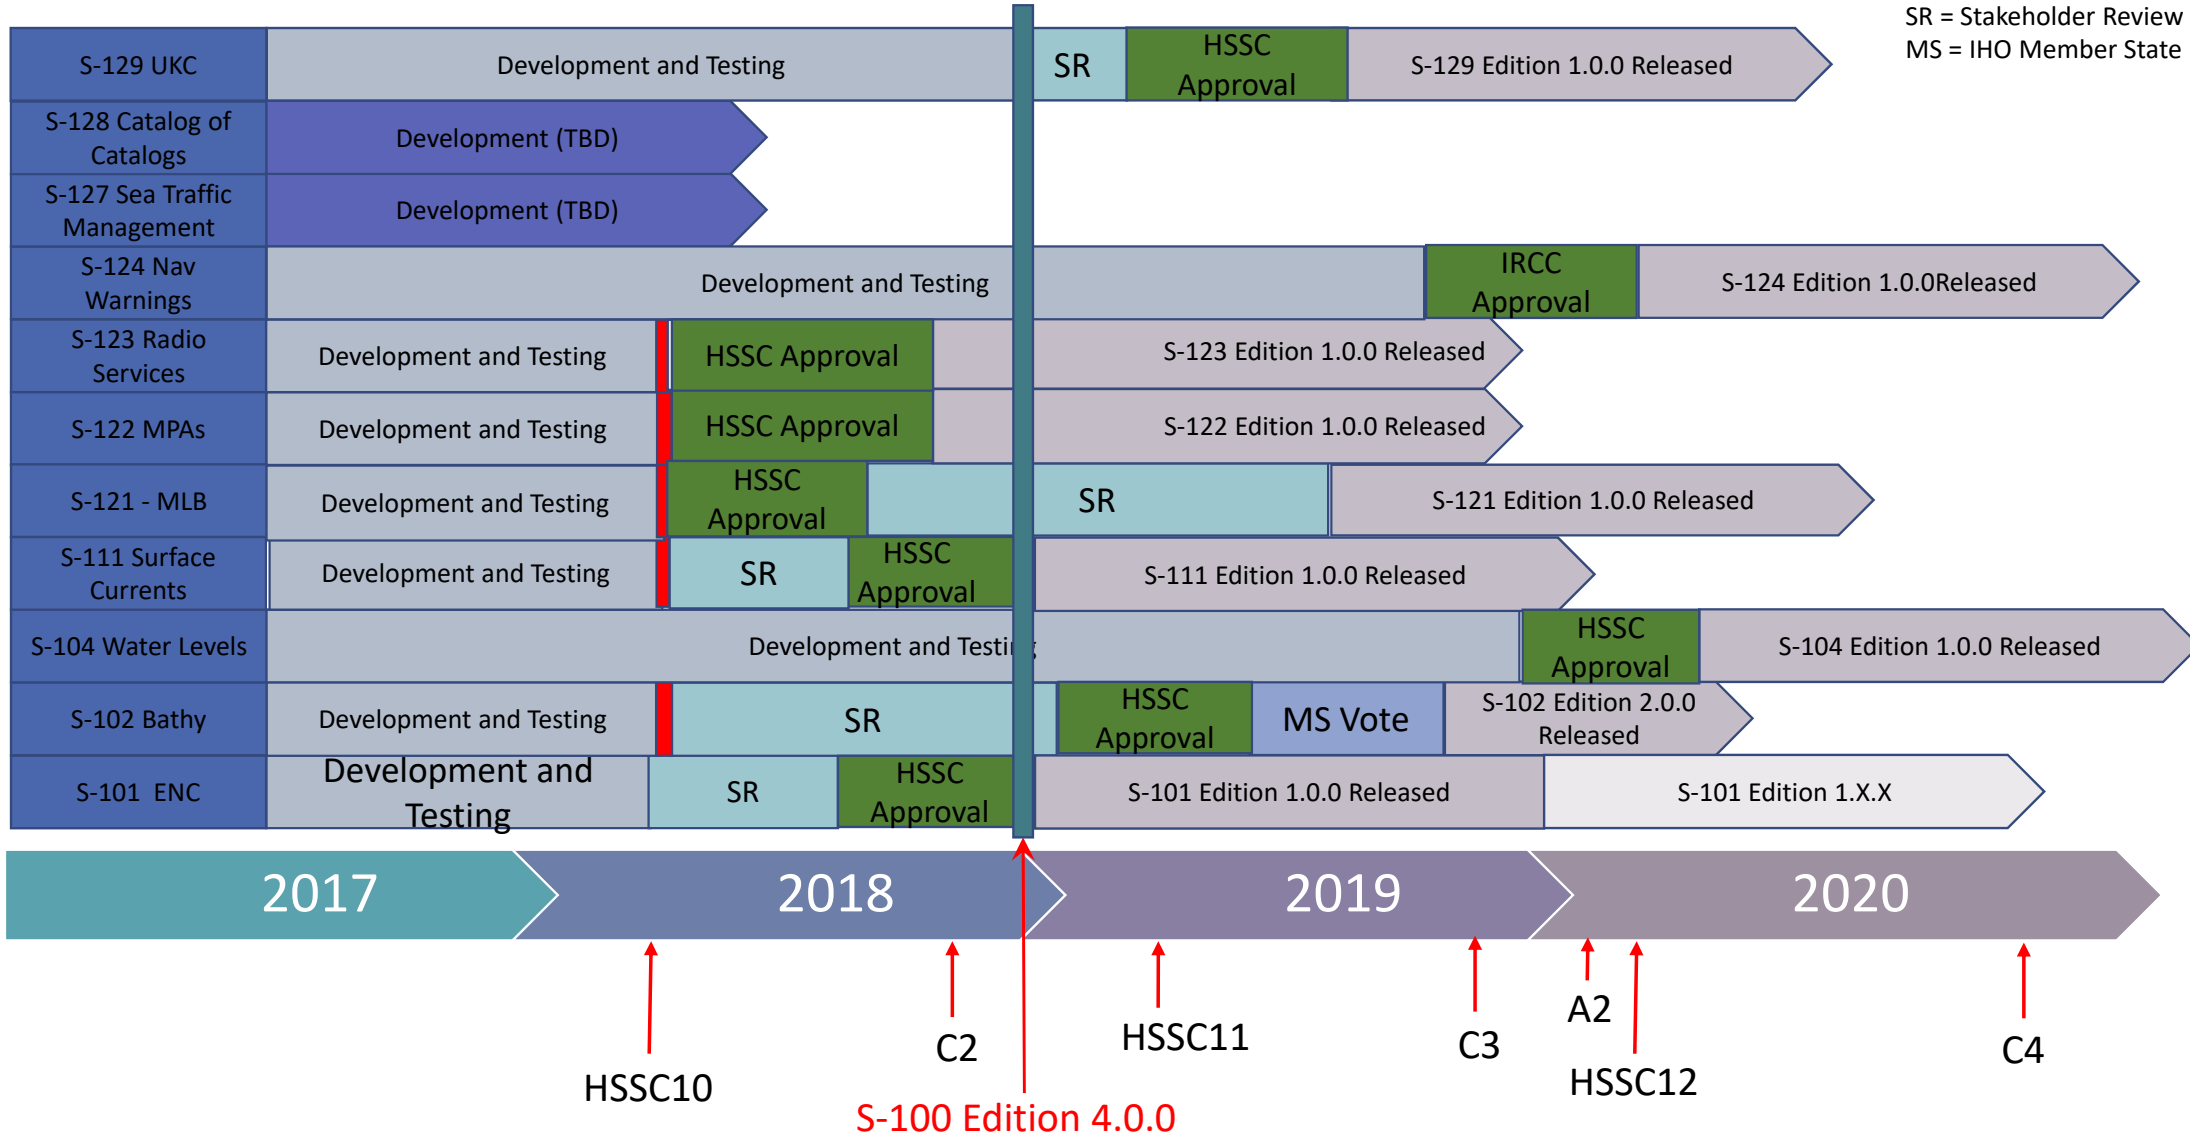 SR = Stakeholder Review
MS = IHO Member State
S-129 UKC
Development and Testing
SR
HSSC
Approval
S-129 Edition 1.0.0 Released
S-128 Catalog of
Catalogs
Development (TBD)
S-127 Sea Traffic
Management
Development (TBD)
S-124 Nav
Warnings
Development and Testing
IRCC
Approval
S-124 Edition 1.0.0Released
S-123 Radio
Services
Development and Testing
HSSC Approval
S-123 Edition 1.0.0 Released
S-122 MPAs
Development and Testing
HSSC Approval
S-122 Edition 1.0.0 Released
S-121 - MLB
Development and Testing
HSSC
Approval
SR
S-121 Edition 1.0.0 Released
S-111 Surface
Currents
Development and Testing
SR
HSSC
Approval
S-111 Edition 1.0.0 Released
S-104 Water Levels
Development and Testing
HSSC
Approval
S-104 Edition 1.0.0 Released
S-102 Bathy
Development and Testing
SR
HSSC
Approval
MS Vote
S-102 Edition 2.0.0
Released
S-101 ENC
Development and
Testing
SR
HSSC
Approval
S-101 Edition 1.0.0 Released
S-101 Edition 1.X.X
2017
2018
2019
2020
HSSC10
C2
S-100 Edition 4.0.0
HSSC11
C3
A2
HSSC12
C4